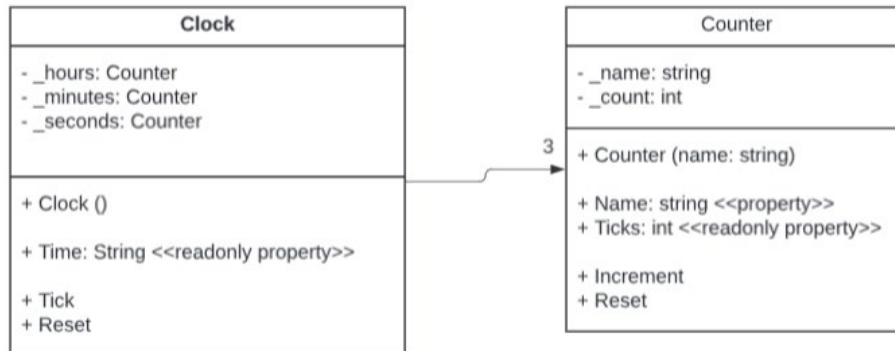 Clock
- _hours: Counter
- _minutes: Counter
- _seconds: Counter
+ Clock ()
+ Time: String <<readonly property>>
+ Tick
+ Reset
3
Counter
- _name: string
- _count: int
+ Counter (name: string)
+ Name: string <<property>>
+ Ticks: int <<readonly property>>
+ Increment
+ Reset